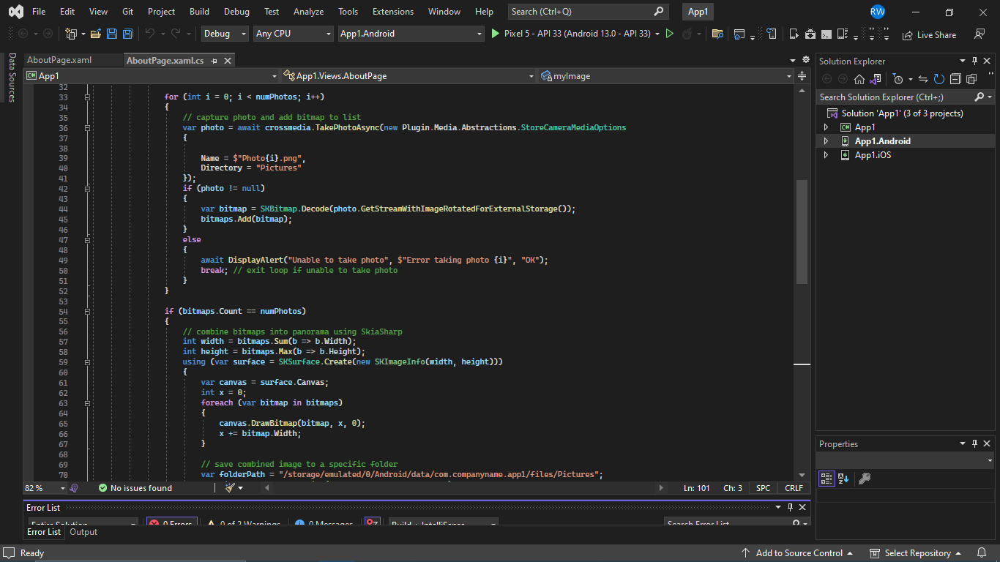 File Edit View Git Project Build Debug Test Analyze Tools Extensions Window Help Search (Ctrl+Q) App1 RW
Debug Any CPU App1.Android Pixel 5 - API 33 (Android 13.0 - API 33) Live Share
Data Sources
AboutPage.xaml AboutPage.xaml.cs
App1 App1.Views.AboutPage myImage
32
33 for (int i = 0; i < numPhotos; i++)
34 {
35 // capture photo and add bitmap to list
36 var photo = await crossmedia.TakePhotoAsync(new Plugin.Media.Abstractions.StoreCameraMediaOptions
37 {
38
39 Name = $"Photo{i}.png",
40 Directory = "Pictures"
41 });
42 if (photo != null)
43 {
44 var bitmap = SKBitmap.Decode(photo.GetStreamWithImageRotatedForExternalStorage());
45 bitmaps.Add(bitmap);
46 }
47 else
48 {
49 await DisplayAlert("Unable to take photo", $"Error taking photo {i}", "OK");
50 break; // exit loop if unable to take photo
51 }
52 }
53
54 if (bitmaps.Count == numPhotos)
55 {
56 // combine bitmaps into panorama using SkiaSharp
57 int width = bitmaps.Sum(b => b.Width);
58 int height = bitmaps.Max(b => b.Height);
59 using (var surface = SKSurface.Create(new SKImageInfo(width, height)))
60 {
61 var canvas = surface.Canvas;
62 int x = 0;
63 foreach (var bitmap in bitmaps)
64 {
65 canvas.DrawBitmap(bitmap, x, 0);
66 x += bitmap.Width;
67 }
68
69 // save combined image to a specific folder
70 var folderPath = "/storage/emulated/0/Android/data/com.companyname.app1/files/Pictures";
82 % No issues found Ln: 101 Ch: 3 SPC CRLF
Error List
Entire Solution 0 Errors 0 of 2 Warnings 0 Messages Build + IntelliSense Search Error List
Error List Output
Solution Explorer
Search Solution Explorer (Ctrl+;)
Solution 'App1' (3 of 3 projects)
App1
App1.Android
App1.iOS
Properties
Ready Add to Source Control Select Repository